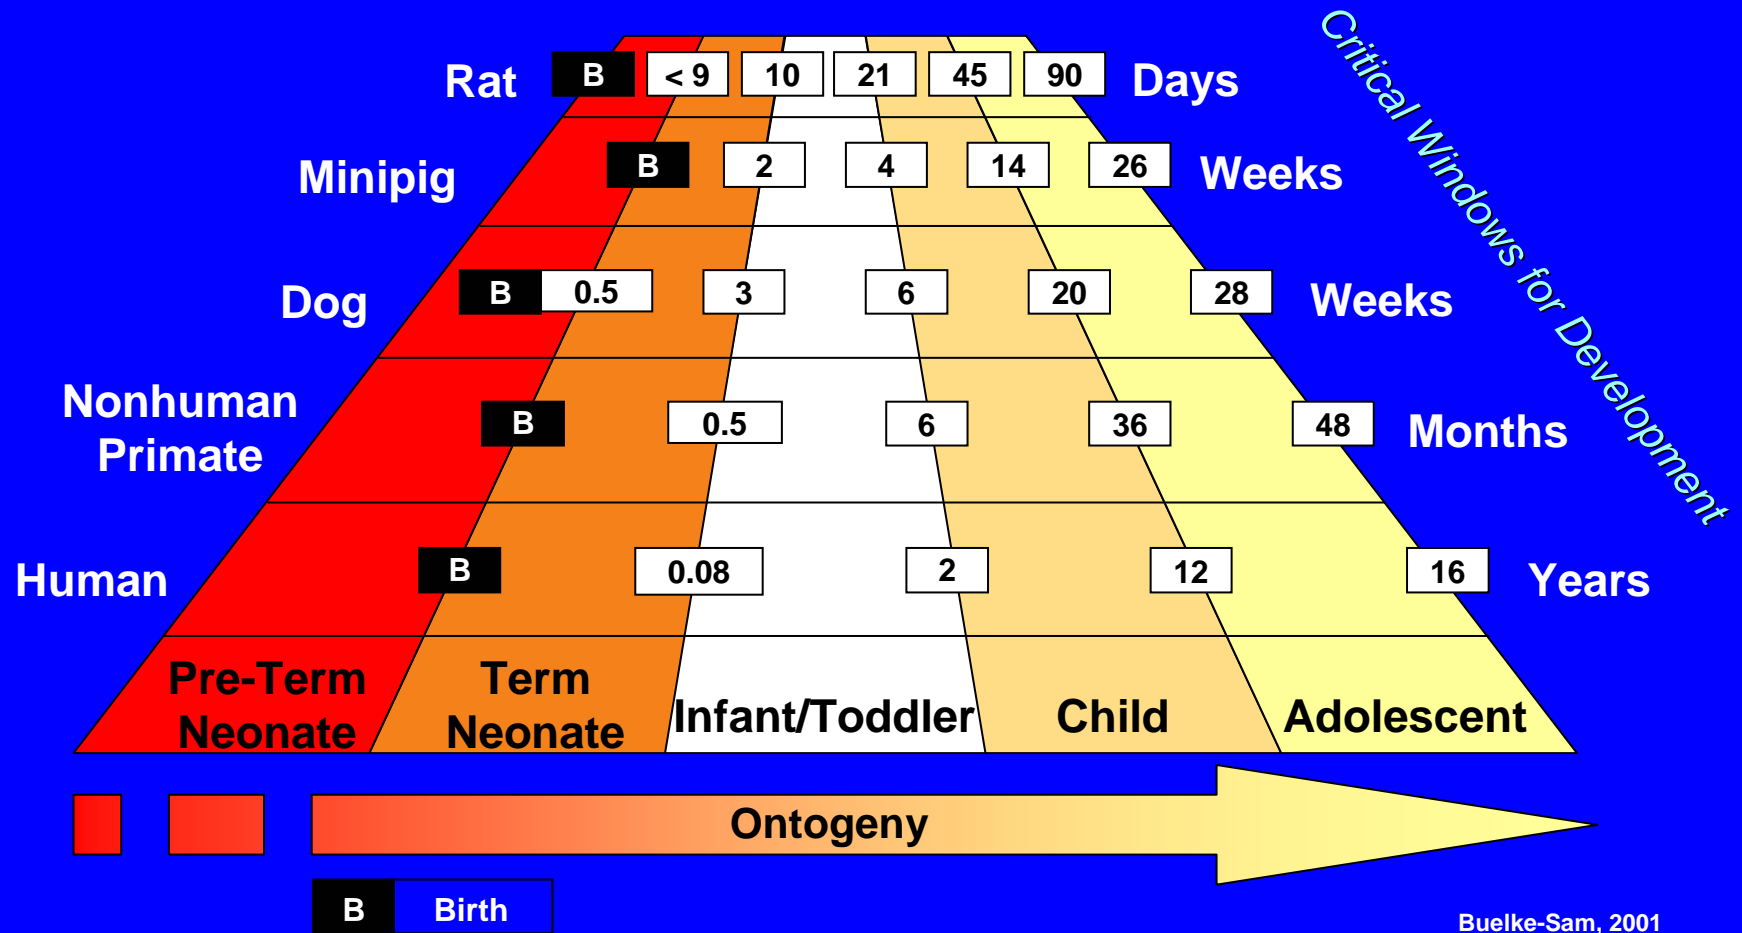 Critical Windows for Development
Rat B < 9 10 21 45 90 Days
Minipig B 2 4 14 26 Weeks
Dog B 0.5 3 6 20 28 Weeks
Nonhuman
Primate B 0.5 6 36 48 Months
Human B 0.08 2 12 16 Years
Pre-Term
Neonate
Term
Neonate
Infant/Toddler
Child
Adolescent
Ontogeny
B Birth
Buelke-Sam, 2001